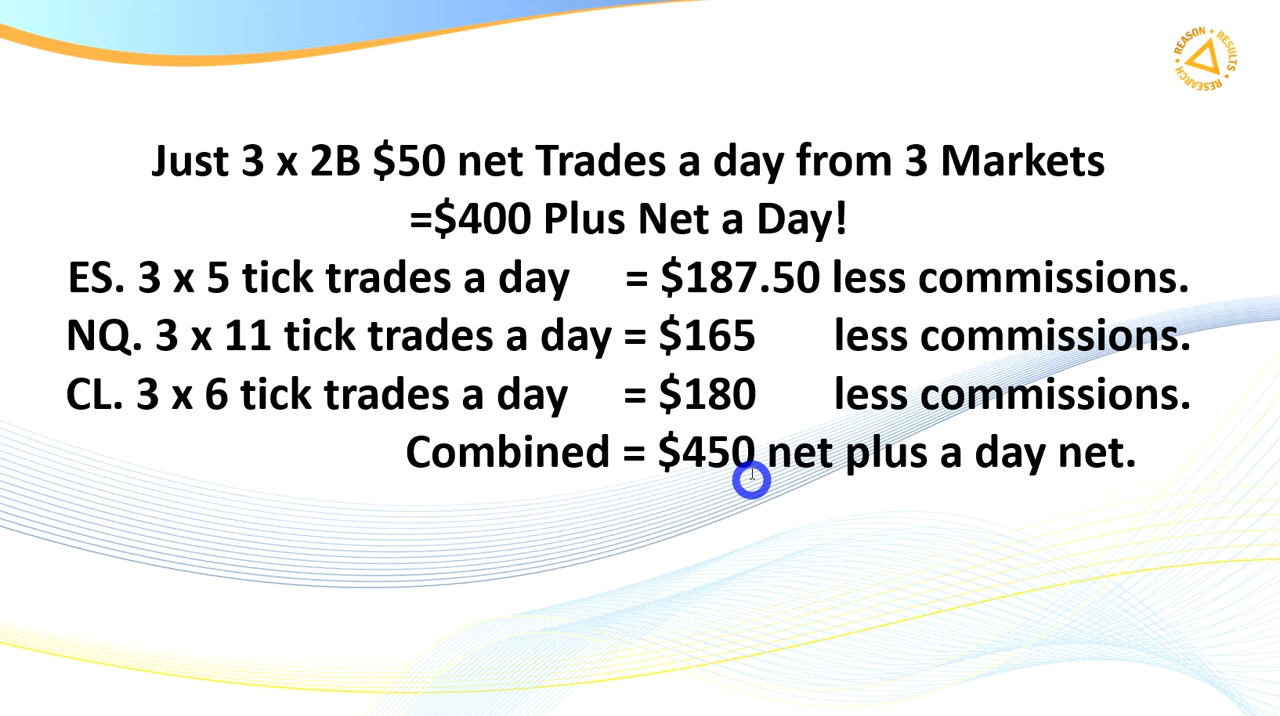 REASON • RESULTS • RESEARCH •
Just 3 x 2B $50 net Trades a day from 3 Markets
=$400 Plus Net a Day!
ES. 3 x 5 tick trades a day = $187.50 less commissions.
NQ. 3 x 11 tick trades a day = $165 less commissions.
CL. 3 x 6 tick trades a day = $180 less commissions.
Combined = $450 net plus a day net.